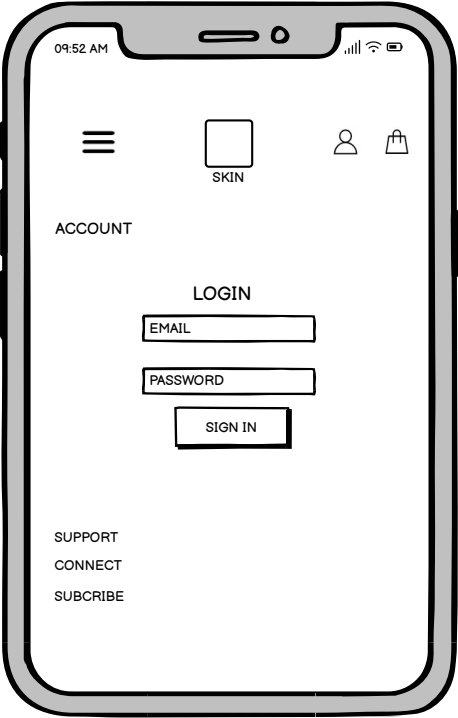 09:52 AM
SKIN
ACCOUNT
LOGIN
EMAIL
PASSWORD
SIGN IN
SUPPORT
CONNECT
SUBCRIBE